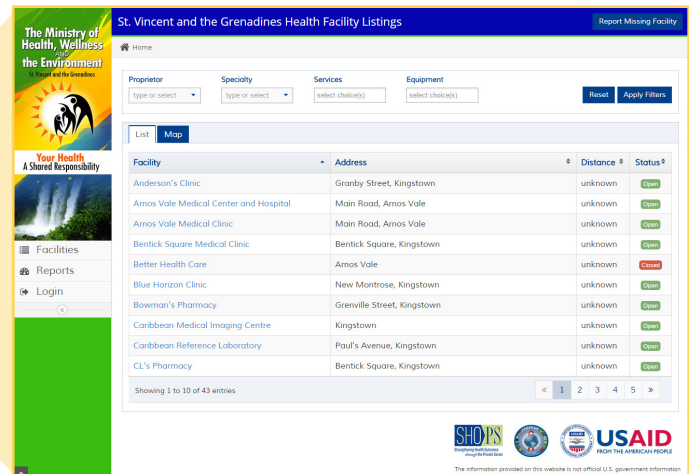 The Ministry of
Health, Wellness
AND
the Environment
St. Vincent and the Grenadines
Your Health
A Shared Responsibility
Facilities
Reports
Login
St. Vincent and the Grenadines Health Facility Listings
Report Missing Facility
Home
Proprietor Specialty Services Equipment
type or select type or select select choice(s) select choice(s) Reset Apply Filters
List Map
Facility Address Distance Status
Anderson's Clinic Granby Street, Kingstown unknown Open
Arnos Vale Medical Center and Hospital Main Road, Arnos Vale unknown Open
Arnos Vale Medical Clinic Main Road, Arnos Vale unknown Open
Bentick Square Medical Clinic Bentick Square, Kingstown unknown Open
Better Health Care Arnos Vale unknown Closed
Blue Horizon Clinic New Montrose, Kingstown unknown Open
Bowman's Pharmacy Grenville Street, Kingstown unknown Open
Caribbean Medical Imaging Centre Kingstown unknown Open
Caribbean Reference Laboratory Paul's Avenue, Kingstown unknown Open
CL's Pharmacy Bentick Square, Kingstown unknown Open
Showing 1 to 10 of 43 entries « 1 2 3 4 5 »
SHOPS
Strengthening Health Outcomes
through the Private Sector
USAID
USAID
FROM THE AMERICAN PEOPLE
The information provided on this website is not official U.S. government information